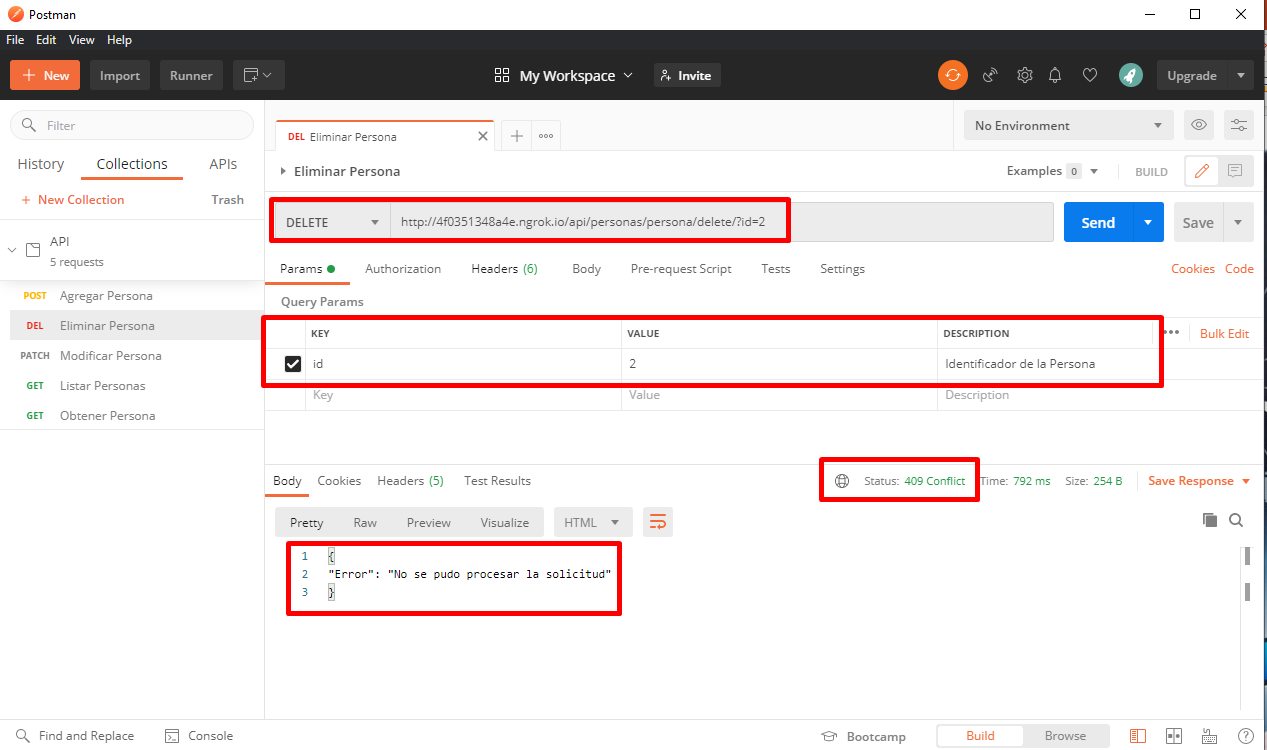 Postman
File Edit View Help
New Import Runner My Workspace Invite Upgrade
Filter
History Collections APIs
New Collection Trash
API
5 requests
POST Agregar Persona
DEL Eliminar Persona
PATCH Modificar Persona
GET Listar Personas
GET Obtener Persona
DEL Eliminar Persona
No Environment
Eliminar Persona Examples 0 BUILD
DELETE http://4f0351348a4e.ngrok.io/api/personas/persona/delete/?id=2 Send Save
Params Authorization Headers (6) Body Pre-request Script Tests Settings Cookies Code
Query Params
KEY VALUE DESCRIPTION Bulk Edit
id 2 Identificador de la Persona
Key Value Description
Body Cookies Headers (5) Test Results Status: 409 Conflict Time: 792 ms Size: 254 B Save Response
Pretty Raw Preview Visualize HTML
1 {
2 "Error": "No se pudo procesar la solicitud"
3 }
Find and Replace Console Bootcamp Build Browse